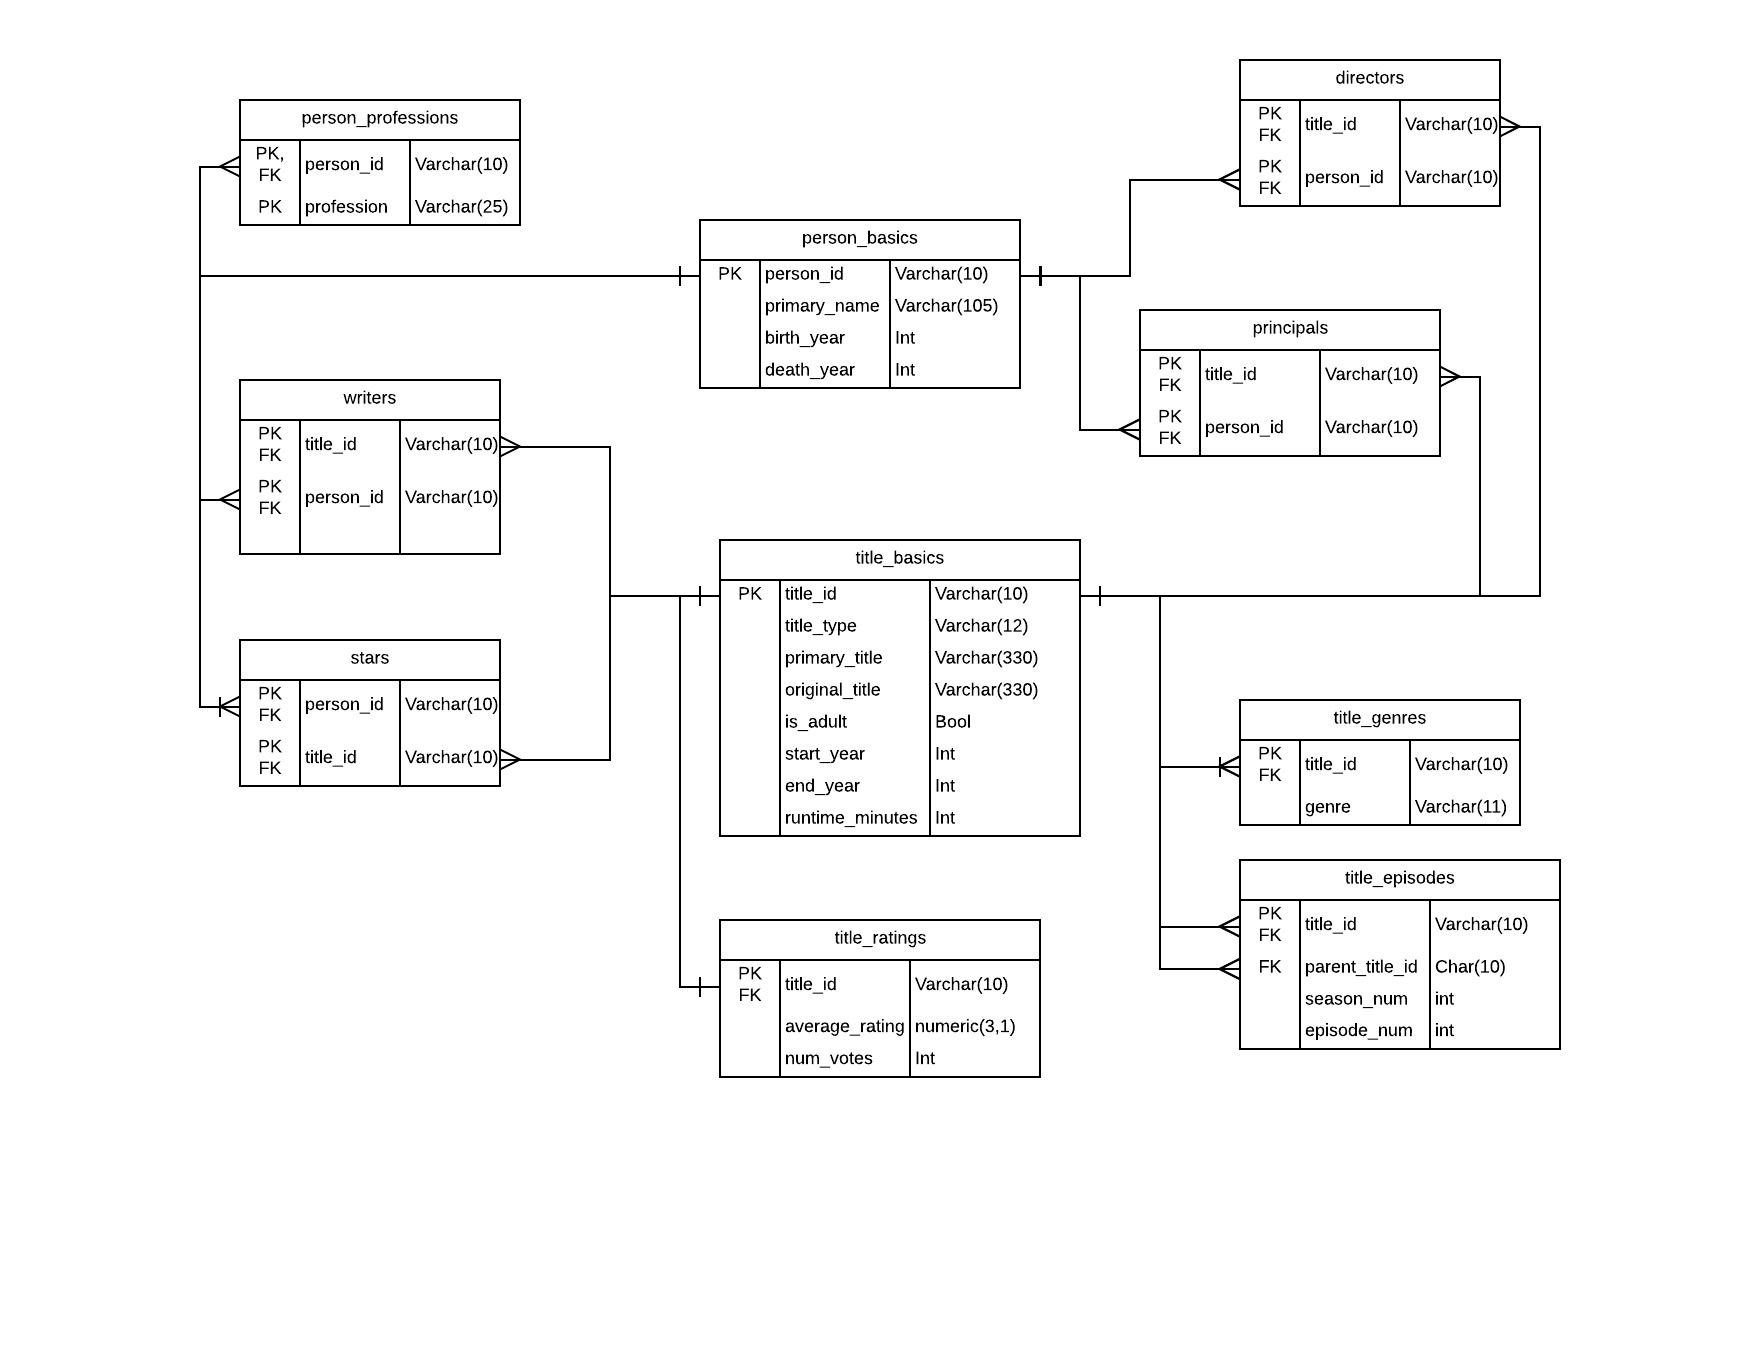 directors
PK
FK
title_id
Varchar(10)
PK
FK
person_id
Varchar(10)
person_professions
PK,
FK
person_id
Varchar(10)
PK
profession
Varchar(25)
person_basics
PK
person_id
Varchar(10)
primary_name
Varchar(105)
birth_year
Int
death_year
Int
principals
PK
FK
title_id
Varchar(10)
PK
FK
person_id
Varchar(10)
writers
PK
FK
title_id
Varchar(10)
PK
FK
person_id
Varchar(10)
title_basics
PK
title_id
Varchar(10)
title_type
Varchar(12)
primary_title
Varchar(330)
original_title
Varchar(330)
is_adult
Bool
start_year
Int
end_year
Int
runtime_minutes
Int
stars
PK
FK
person_id
Varchar(10)
PK
FK
title_id
Varchar(10)
title_genres
PK
FK
title_id
Varchar(10)
genre
Varchar(11)
title_episodes
PK
FK
title_id
Varchar(10)
FK
parent_title_id
Char(10)
season_num
int
episode_num
int
title_ratings
PK
FK
title_id
Varchar(10)
average_rating
numeric(3,1)
num_votes
Int